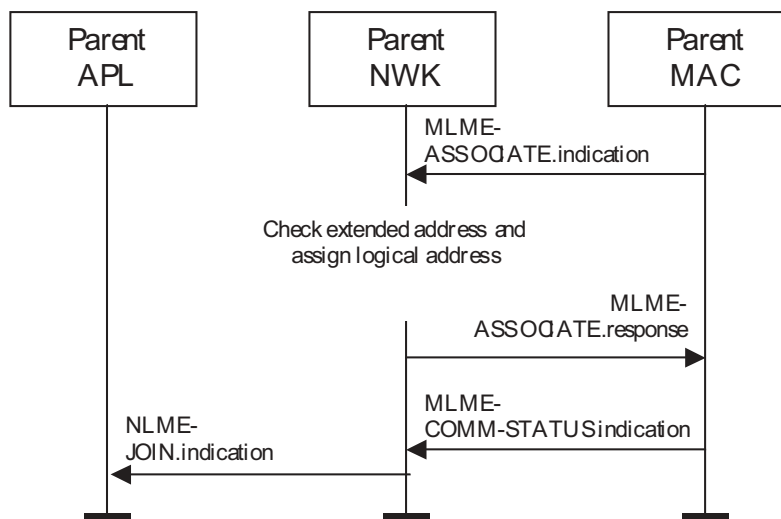 Parent
APL
Parent
NWK
Parent
MAC
MLME-
ASSOCIATE.indication
Check extended address and
assign logical address
MLME-
ASSOCIATE.response
MLME-
COMM-STATUS indication
NLME-
JOIN.indication